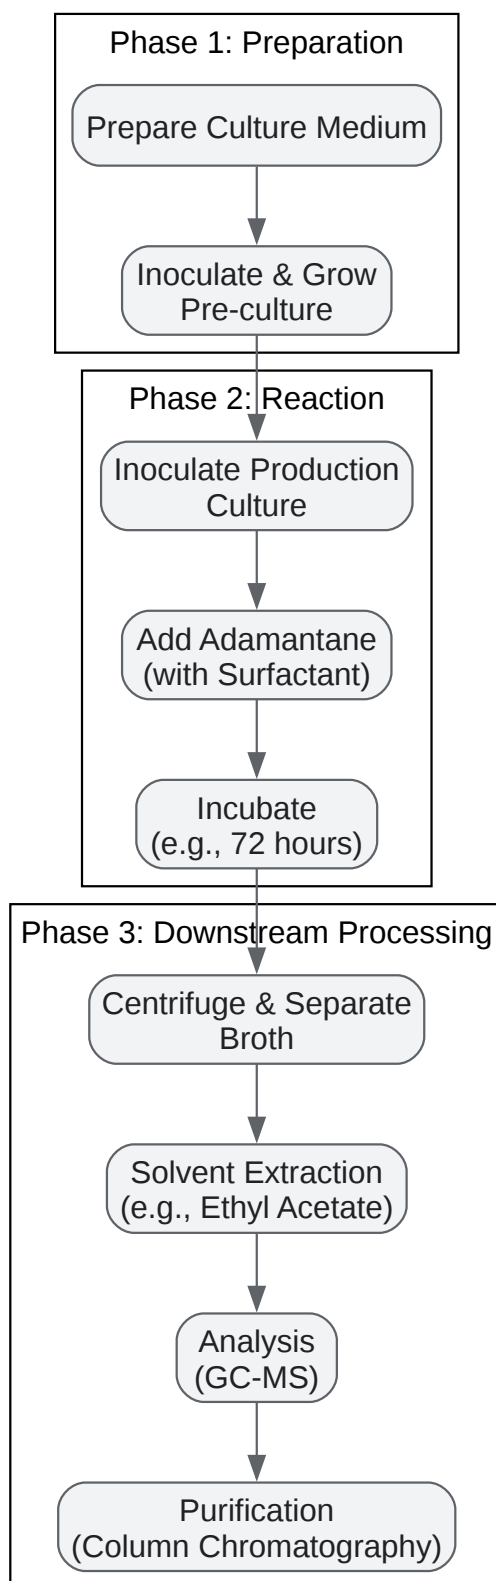 Phase 1: Preparation
Prepare Culture Medium
Inoculate & Grow
Pre-culture
Phase 2: Reaction
Inoculate Production
Culture
Add Adamantane
(with Surfactant)
Incubate
(e.g., 72 hours)
Phase 3: Downstream Processing
Centrifuge & Separate
Broth
Solvent Extraction
(e.g., Ethyl Acetate)
Analysis
(GC-MS)
Purification
(Column Chromatography)